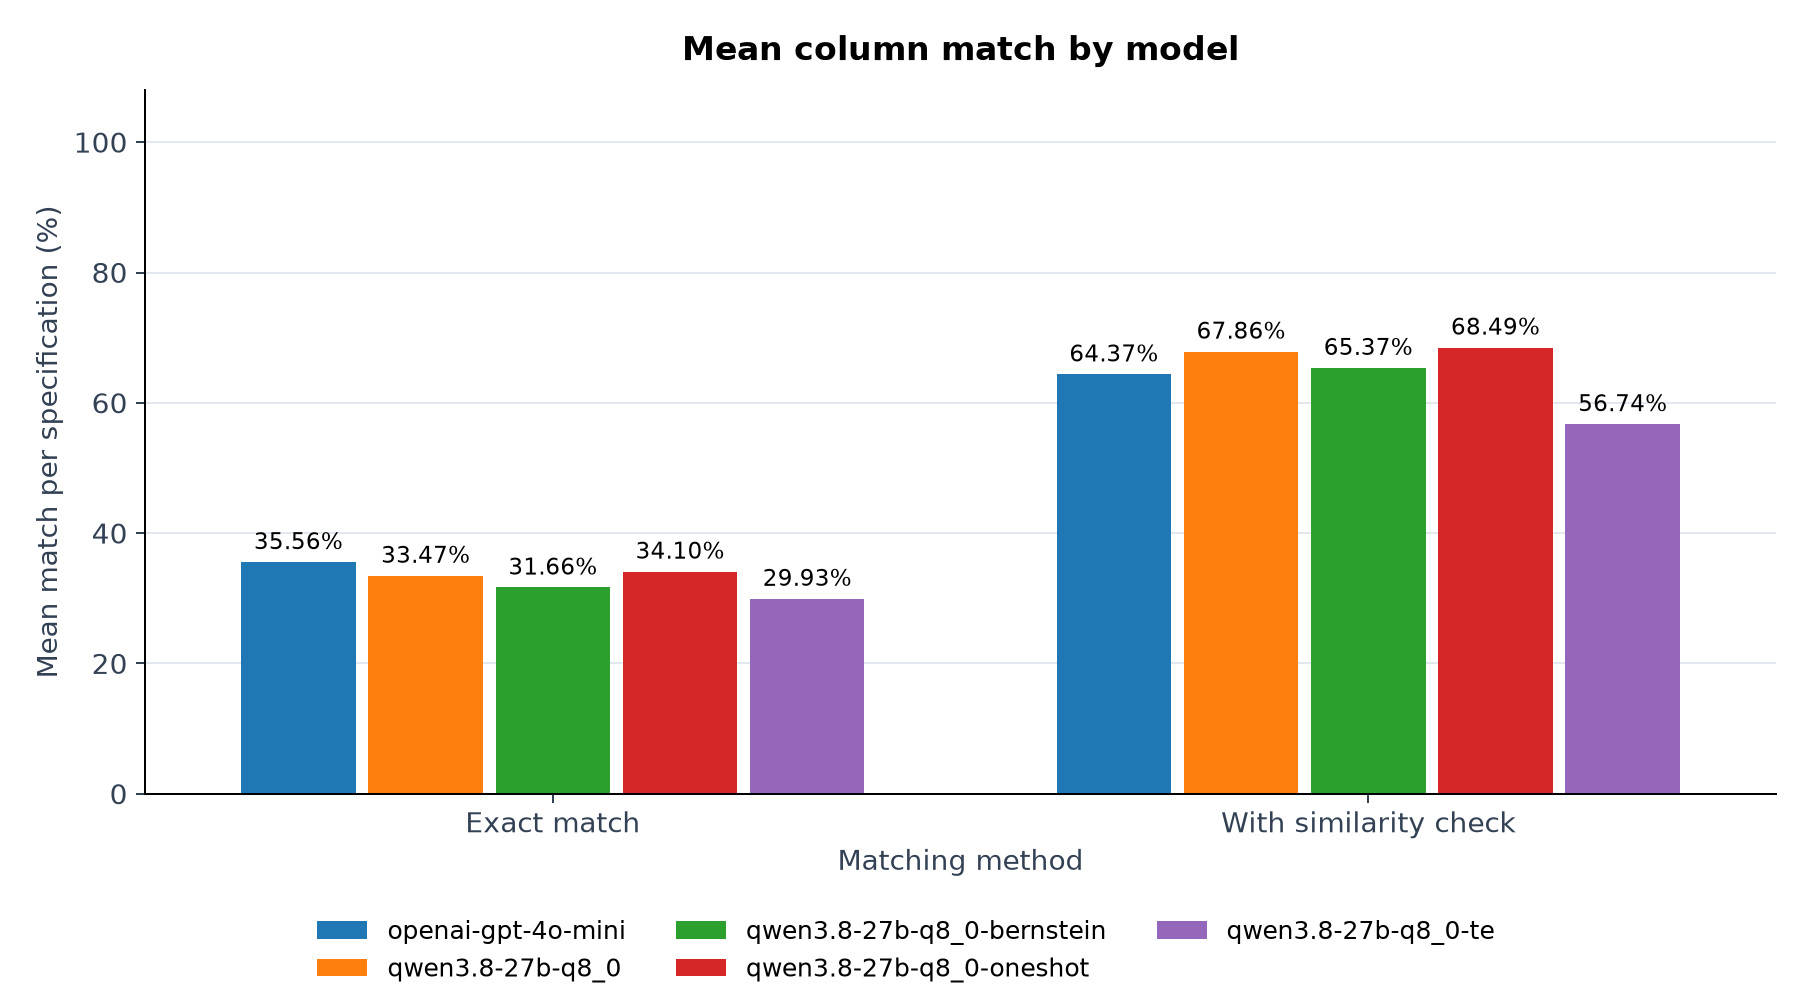 Mean column match by model
Mean match per specification (%)
100
80
60
40
20
0
35.56%
33.47%
31.66%
34.10%
29.93%
64.37%
67.86%
65.37%
68.49%
56.74%
Exact match
With similarity check
Matching method
openai-gpt-4o-mini
qwen3.8-27b-q8_0
qwen3.8-27b-q8_0-bernstein
qwen3.8-27b-q8_0-oneshot
qwen3.8-27b-q8_0-te